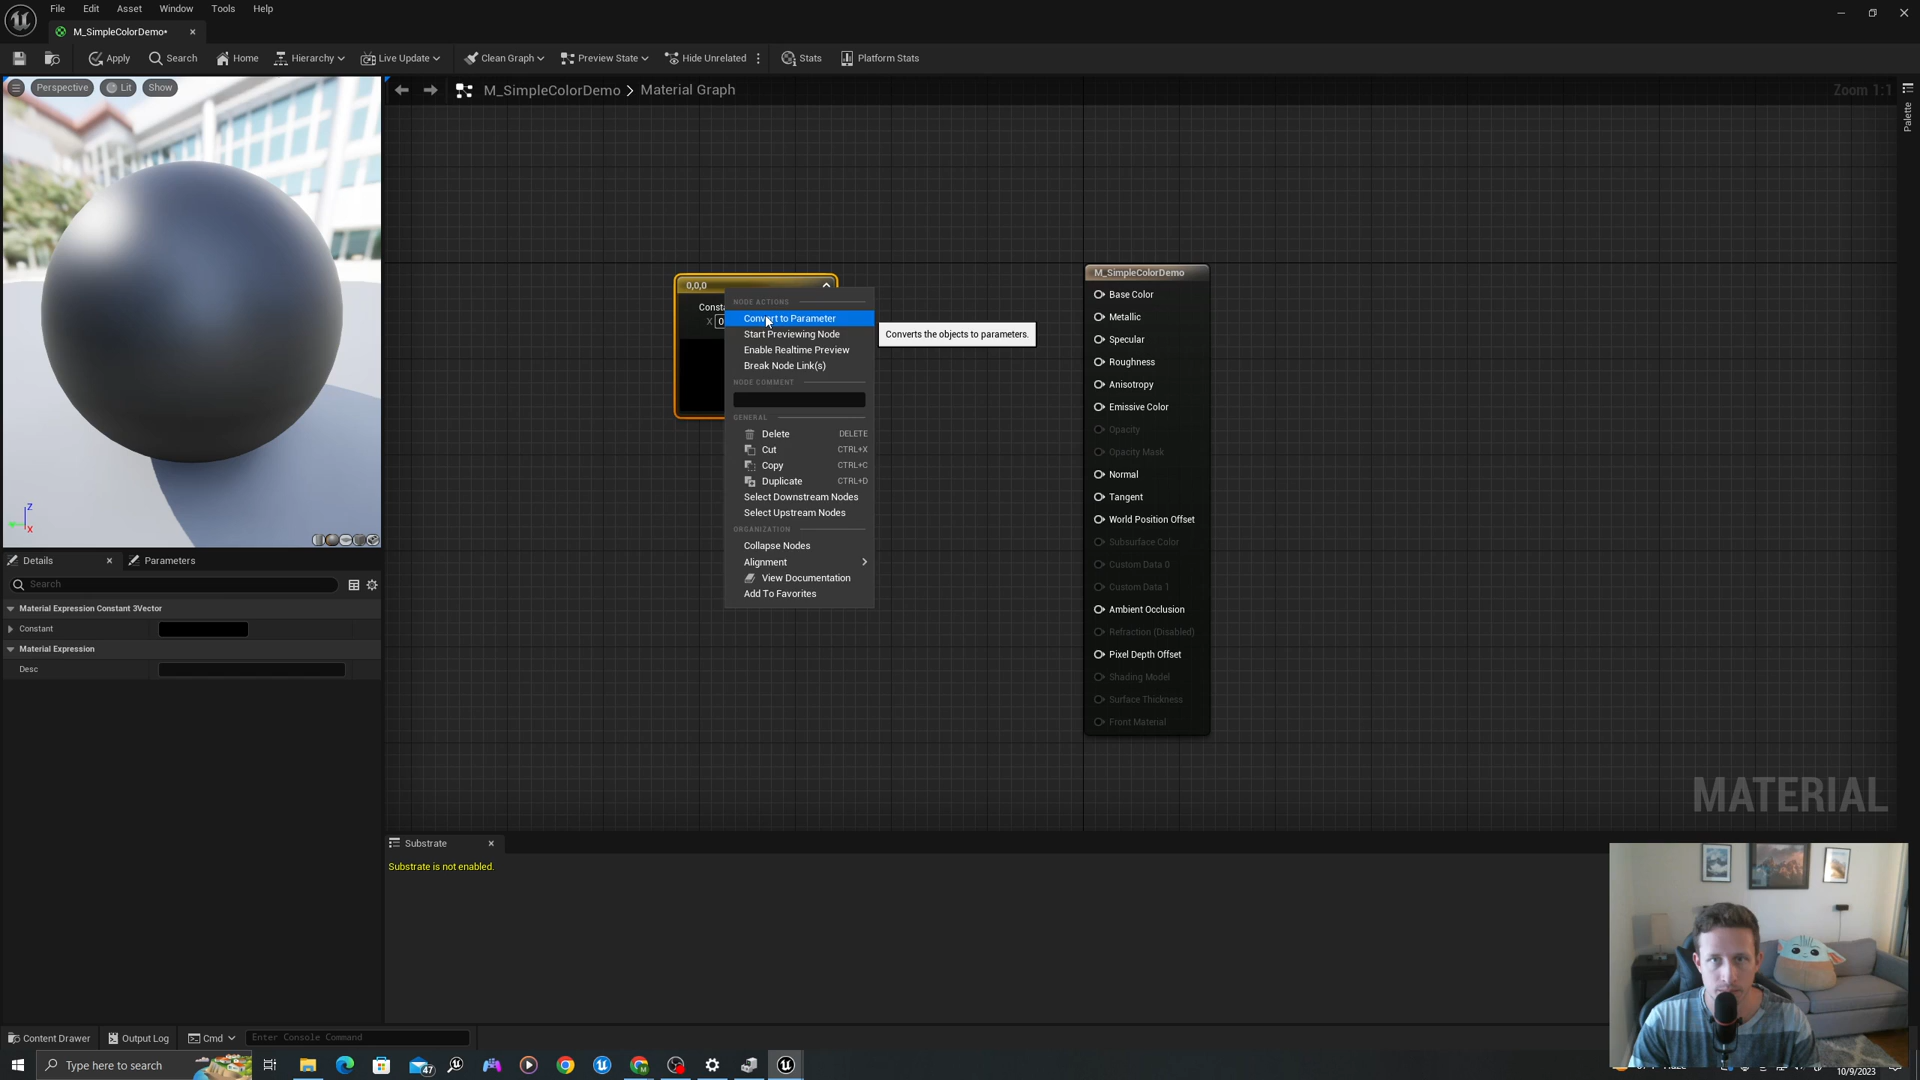 File Edit Asset Window Tools Help
M_SimpleColorDemo•
Apply Search Home Hierarchy Live Update Clean Graph Preview State Hide Unrelated Stats Platform Stats
Perspective Lit Show
M_SimpleColorDemo > Material Graph
Zoom 1:1
Palette
0,0,0
Const
X 0
NODE ACTIONS
Convert to Parameter
Converts the objects to parameters.
Start Previewing Node
Enable Realtime Preview
Break Node Link(s)
NODE COMMENT
GENERAL
Delete DELETE
Cut CTRL+X
Copy CTRL+C
Duplicate CTRL+D
Select Downstream Nodes
Select Upstream Nodes
ORGANIZATION
Collapse Nodes
Alignment
View Documentation
Add To Favorites
M_SimpleColorDemo
Base Color
Metallic
Specular
Roughness
Anisotropy
Emissive Color
Opacity
Opacity Mask
Normal
Tangent
World Position Offset
Subsurface Color
Custom Data 0
Custom Data 1
Ambient Occlusion
Refraction (Disabled)
Pixel Depth Offset
Shading Model
Surface Thickness
Front Material
MATERIAL
Z
X
Details Parameters
Search
Material Expression Constant 3Vector
Constant
Material Expression
Desc
Substrate
Substrate is not enabled.
Content Drawer Output Log Cmd Enter Console Command
Type here to search
47
10/9/2023